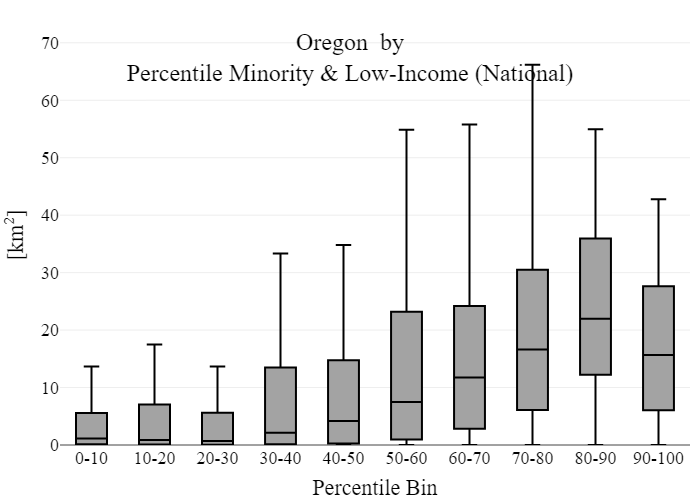 Oregon by
Percentile Minority & Low-Income (National)
70
60
50
40
30
20
10
0
[km²]
0-10 10-20 20-30 30-40 40-50 50-60 60-70 70-80 80-90 90-100
Percentile Bin